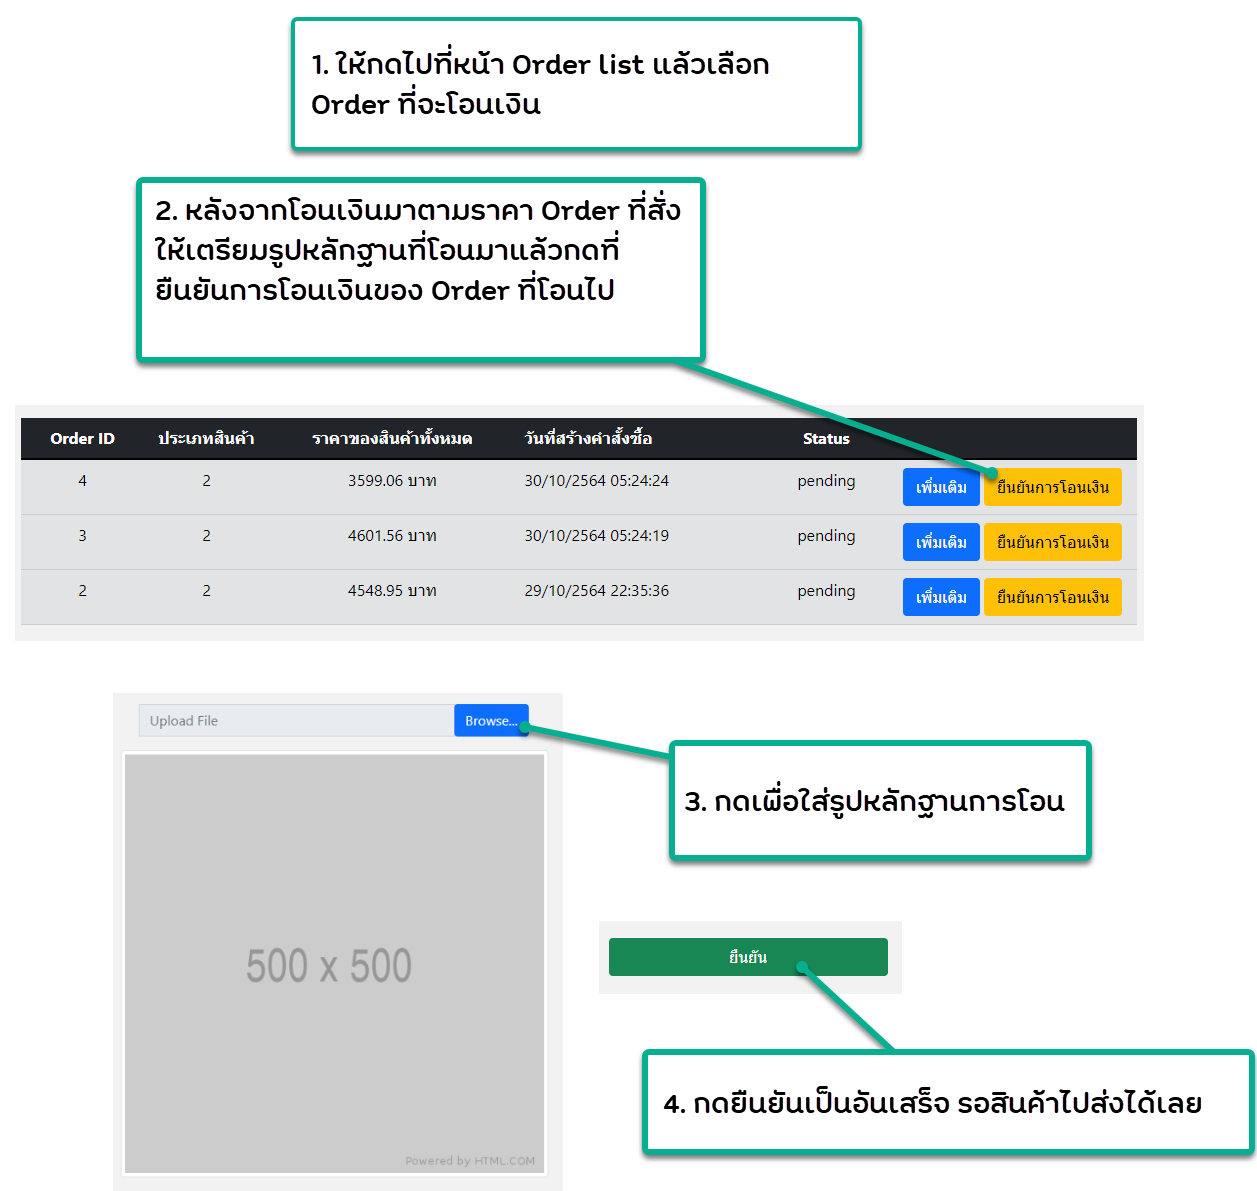 1. ให้กดไปที่หน้า Order list แล้วเลือก
Order ที่จะโอนเงิน
2. หลังจากโอนเงินมาตามราคา Order ที่สั่ง
ให้เตรียมรูปหลักฐานที่โอนมาแล้วกดที่
ยืนยันการโอนเงินของ Order ที่โอนไป
Order ID ประเภทสินค้า ราคาของสินค้าทั้งหมด วันที่สร้างคำสั้งซื้อ Status
4 2 3599.06 บาท 30/10/2564 05:24:24 pending เพิ่มเติม ยืนยันการโอนเงิน
3 2 4601.56 บาท 30/10/2564 05:24:19 pending เพิ่มเติม ยืนยันการโอนเงิน
2 2 4548.95 บาท 29/10/2564 22:35:36 pending เพิ่มเติม ยืนยันการโอนเงิน
Upload File Browse...
3. กดเพื่อใส่รูปหลักฐานการโอน
500 x 500
ยืนยัน
4. กดยืนยันเป็นอันเสร็จ รอสินค้าไปส่งได้เลย
Powered by HTML.COM